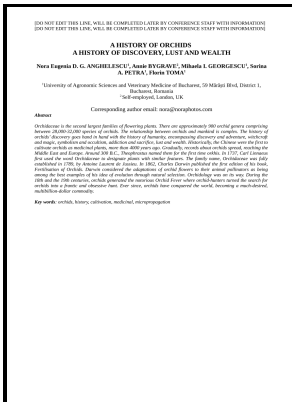 [DO NOT EDIT THIS LINE, WILL BE COMPLETED LATER BY CONFERENCE STAFF WITH INFORMATION]
[DO NOT EDIT THIS LINE, WILL BE COMPLETED LATER BY CONFERENCE STAFF WITH INFORMATION]
A HISTORY OF ORCHIDS
A HISTORY OF DISCOVERY, LUST AND WEALTH
Nora Eugenia D. G. ANGHELESCU¹, Annie BYGRAVE², Mihaela I. GEORGESCU¹, Sorina
A. PETRA¹, Florin TOMA¹
¹University of Agronomic Sciences and Veterinary Medicine of Bucharest, 59 Mărăști Blvd, District 1,
Bucharest, Romania
²Self-employed, London, UK
Corresponding author email: nora@noraphotos.com
Abstract
Orchidaceae is the second largest families of flowering plants. There are approximately 900 orchid genera comprising
between 28,000-32,000 species of orchids. The relationship between orchids and mankind is complex. The history of
orchids' discovery goes hand in hand with the history of humanity, encompassing discovery and adventure, witchcraft
and magic, symbolism and occultism, addiction and sacrifice, lust and wealth. Historically, the Chinese were the first to
cultivate orchids as medicinal plants, more than 4000 years ago. Gradually, records about orchids spread, reaching the
Middle East and Europe. Around 300 B.C., Theophrastus named them for the first time orkhis. In 1737, Carl Linnaeus
first used the word Orchidaceae to designate plants with similar features. The family name, Orchidaceae was fully
established in 1789, by Antoine Laurent de Jussieu. In 1862, Charles Darwin published the first edition of his book,
Fertilisation of Orchids. Darwin considered the adaptations of orchid flowers to their animal pollinators as being
among the best examples of his idea of evolution through natural selection. Orchidology was on its way. During the
18th and the 19th centuries, orchids generated the notorious Orchid Fever where orchid-hunters turned the search for
orchids into a frantic and obsessive hunt. Ever since, orchids have conquered the world, becoming a much-desired,
multibillion-dollar commodity.
Key words: orchids, history, cultivation, medicinal, micropropagation